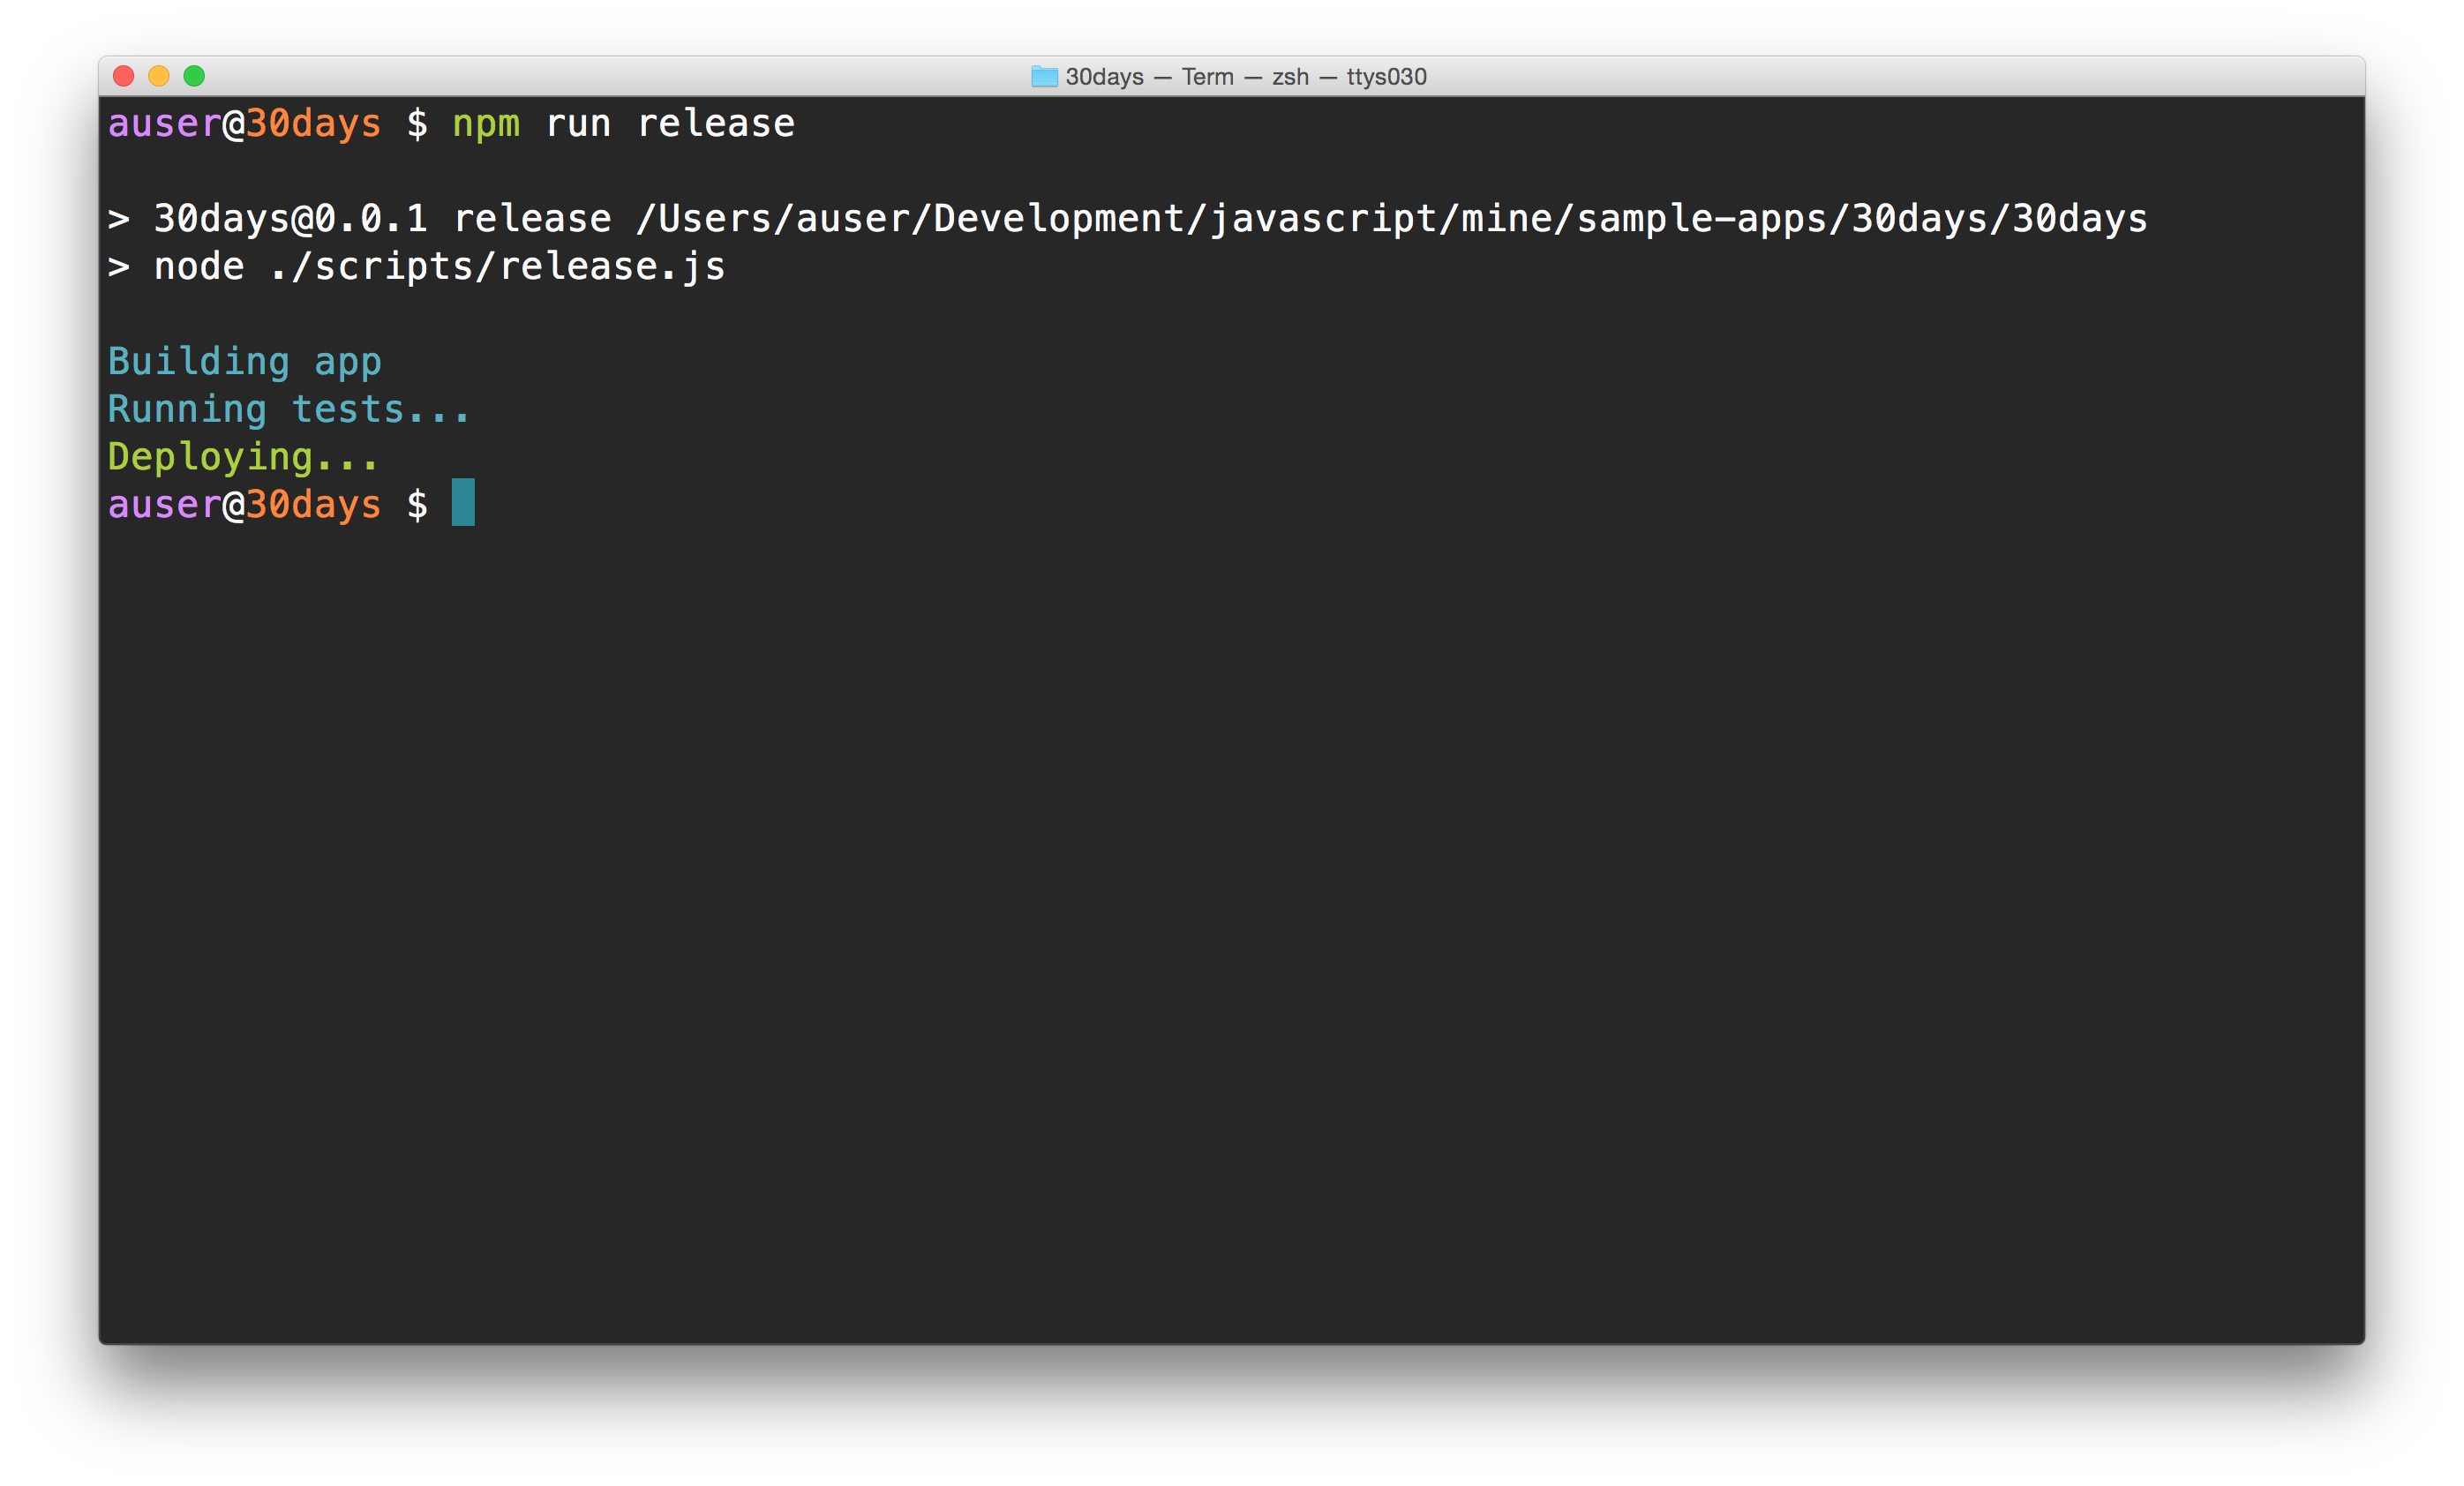 30days — Term — zsh — ttys030
auser@30days $ npm run release
> 30days@0.0.1 release /Users/auser/Development/javascript/mine/sample-apps/30days/30days
> node ./scripts/release.js
Building app
Running tests...
Deploying...
auser@30days $